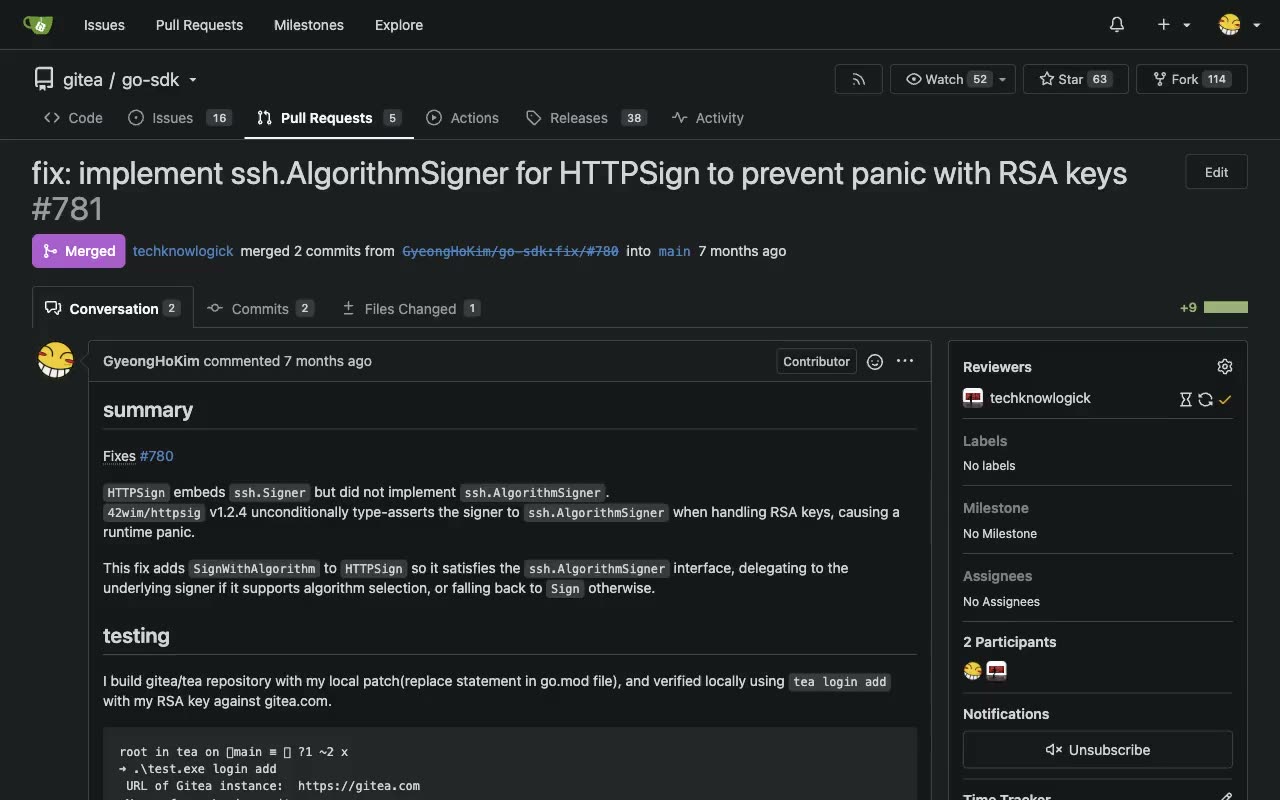 Issues Pull Requests Milestones Explore
gitea / go-sdk
Watch 52 Star 63 Fork 114
Code Issues 16 Pull Requests 5 Actions Releases 38 Activity
fix: implement ssh.AlgorithmSigner for HTTPSign to prevent panic with RSA keys
#781
Edit
Merged techknowlogick merged 2 commits from GyeongHoKim/go-sdk:fix/#780 into main 7 months ago
Conversation 2 Commits 2 ± Files Changed 1 +9
GyeongHoKim commented 7 months ago Contributor
summary
Fixes #780
HTTPSign embeds ssh.Signer but did not implement ssh.AlgorithmSigner.
42wim/httpsig v1.2.4 unconditionally type-asserts the signer to ssh.AlgorithmSigner when handling RSA keys, causing a
runtime panic.
This fix adds SignWithAlgorithm to HTTPSign so it satisfies the ssh.AlgorithmSigner interface, delegating to the
underlying signer if it supports algorithm selection, or falling back to Sign otherwise.
testing
I build gitea/tea repository with my local patch(replace statement in go.mod file), and verified locally using tea login add
with my RSA key against gitea.com.
root in tea on main ≡ ?1 ~2 x
➜ .\test.exe login add
URL of Gitea instance: https://gitea.com
Reviewers
techknowlogick
Labels
No labels
Milestone
No Milestone
Assignees
No Assignees
2 Participants
Notifications
Unsubscribe
Time Tracker